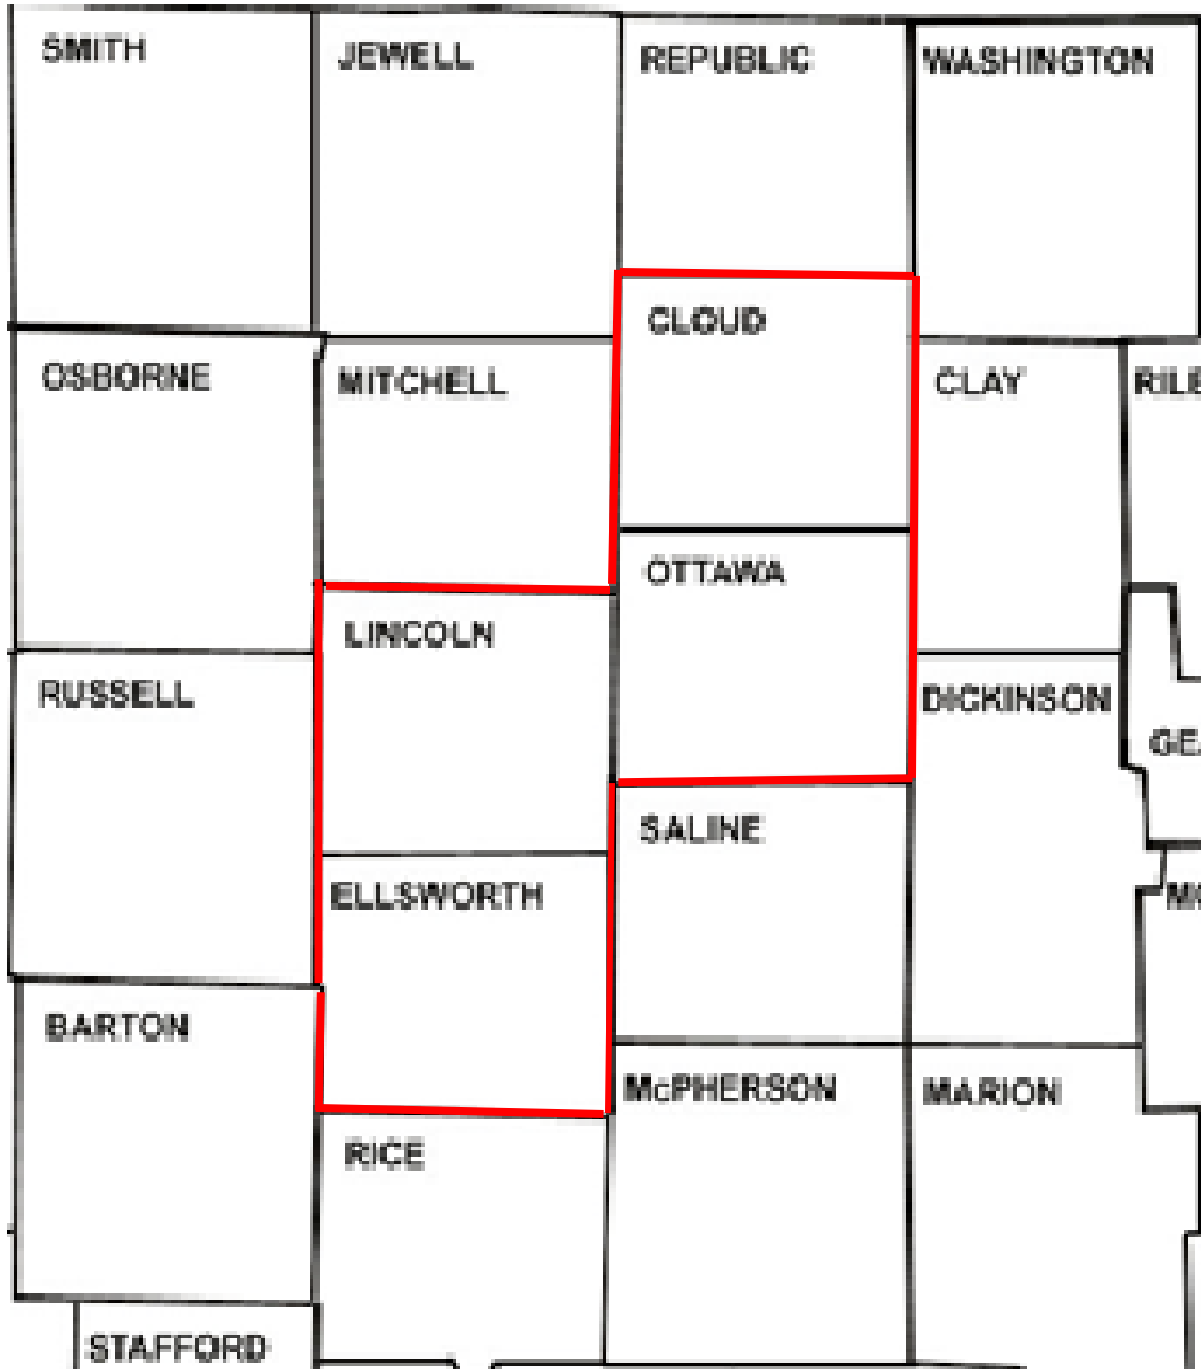 SMITH
JEWELL
REPUBLIC
WASHINGTON
CLOUD
OSBORNE
MITCHELL
CLAY
OTTAWA
LINCOLN
RUSSELL
DICKINSON
SALINE
ELLSWORTH
BARTON
McPHERSON
MARION
RICE
STAFFORD